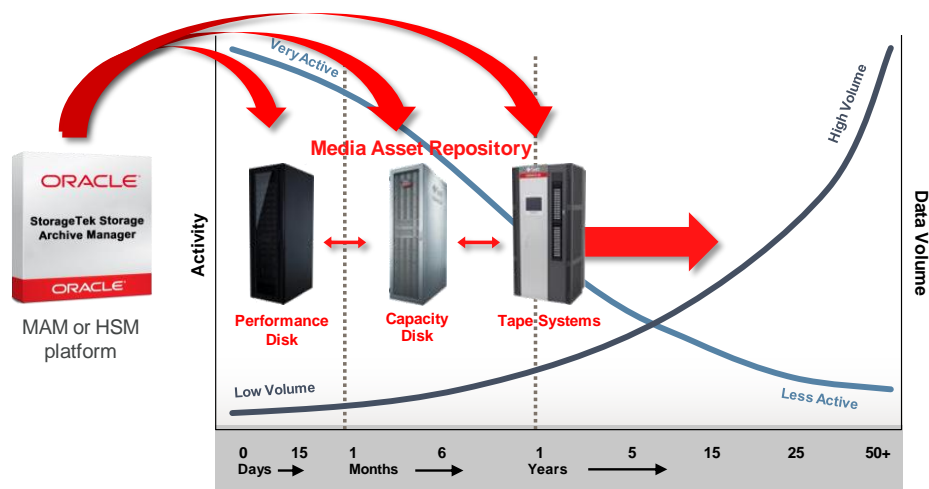 ORACLE
StorageTek Storage
Archive Manager
ORACLE
MAM or HSM
platform
Activity
Very Active
Media Asset Repository
High Volume
Data Volume
Performance
Disk
Capacity
Disk
Tape Systems
Low Volume
Less Active
0 15 1 6 1 5 15 25 50+
Days Months Years